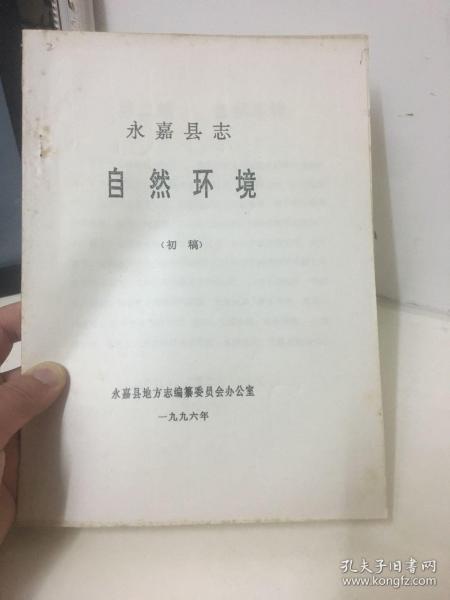 永嘉县志
自然环境
（初稿）
永嘉县地方志编纂委员会办公室
一九九六年
孔夫子旧书网
www.kongfz.com